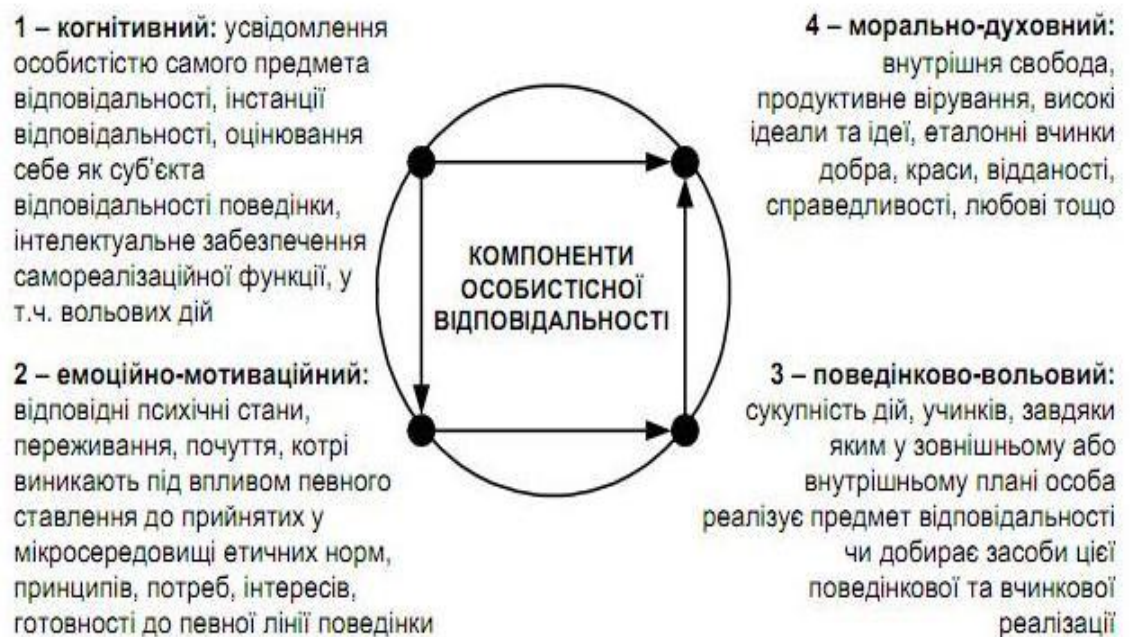 1 – когнітивний: усвідомлення
особистістю самого предмета
відповідальності, інстанції
відповідальності, оцінювання
себе як суб’єкта
відповідальності поведінки,
інтелектуальне забезпечення
самореалізаційної функції, у
т.ч. вольових дій
2 – емоційно-мотиваційний:
відповідні психічні стани,
переживання, почуття, котрі
виникають під впливом певного
ставлення до прийнятих у
мікросередовищі етичних норм,
принципів, потреб, інтересів,
готовності до певної лінії поведінки
КОМПОНЕНТИ
ОСОБИСТІСНОЇ
ВІДПОВІДАЛЬНОСТІ
4 – морально-духовний:
внутрішня свобода,
продуктивне вірування, високі
ідеали та ідеї, еталонні вчинки
добра, краси, відданості,
справедливості, любові тощо
3 – поведінково-вольовий:
сукупність дій, учинків, завдяки
яким у зовнішньому або
внутрішньому плані особа
реалізує предмет відповідальності
чи добирає засоби цієї
поведінкової та вчинкової
реалізації